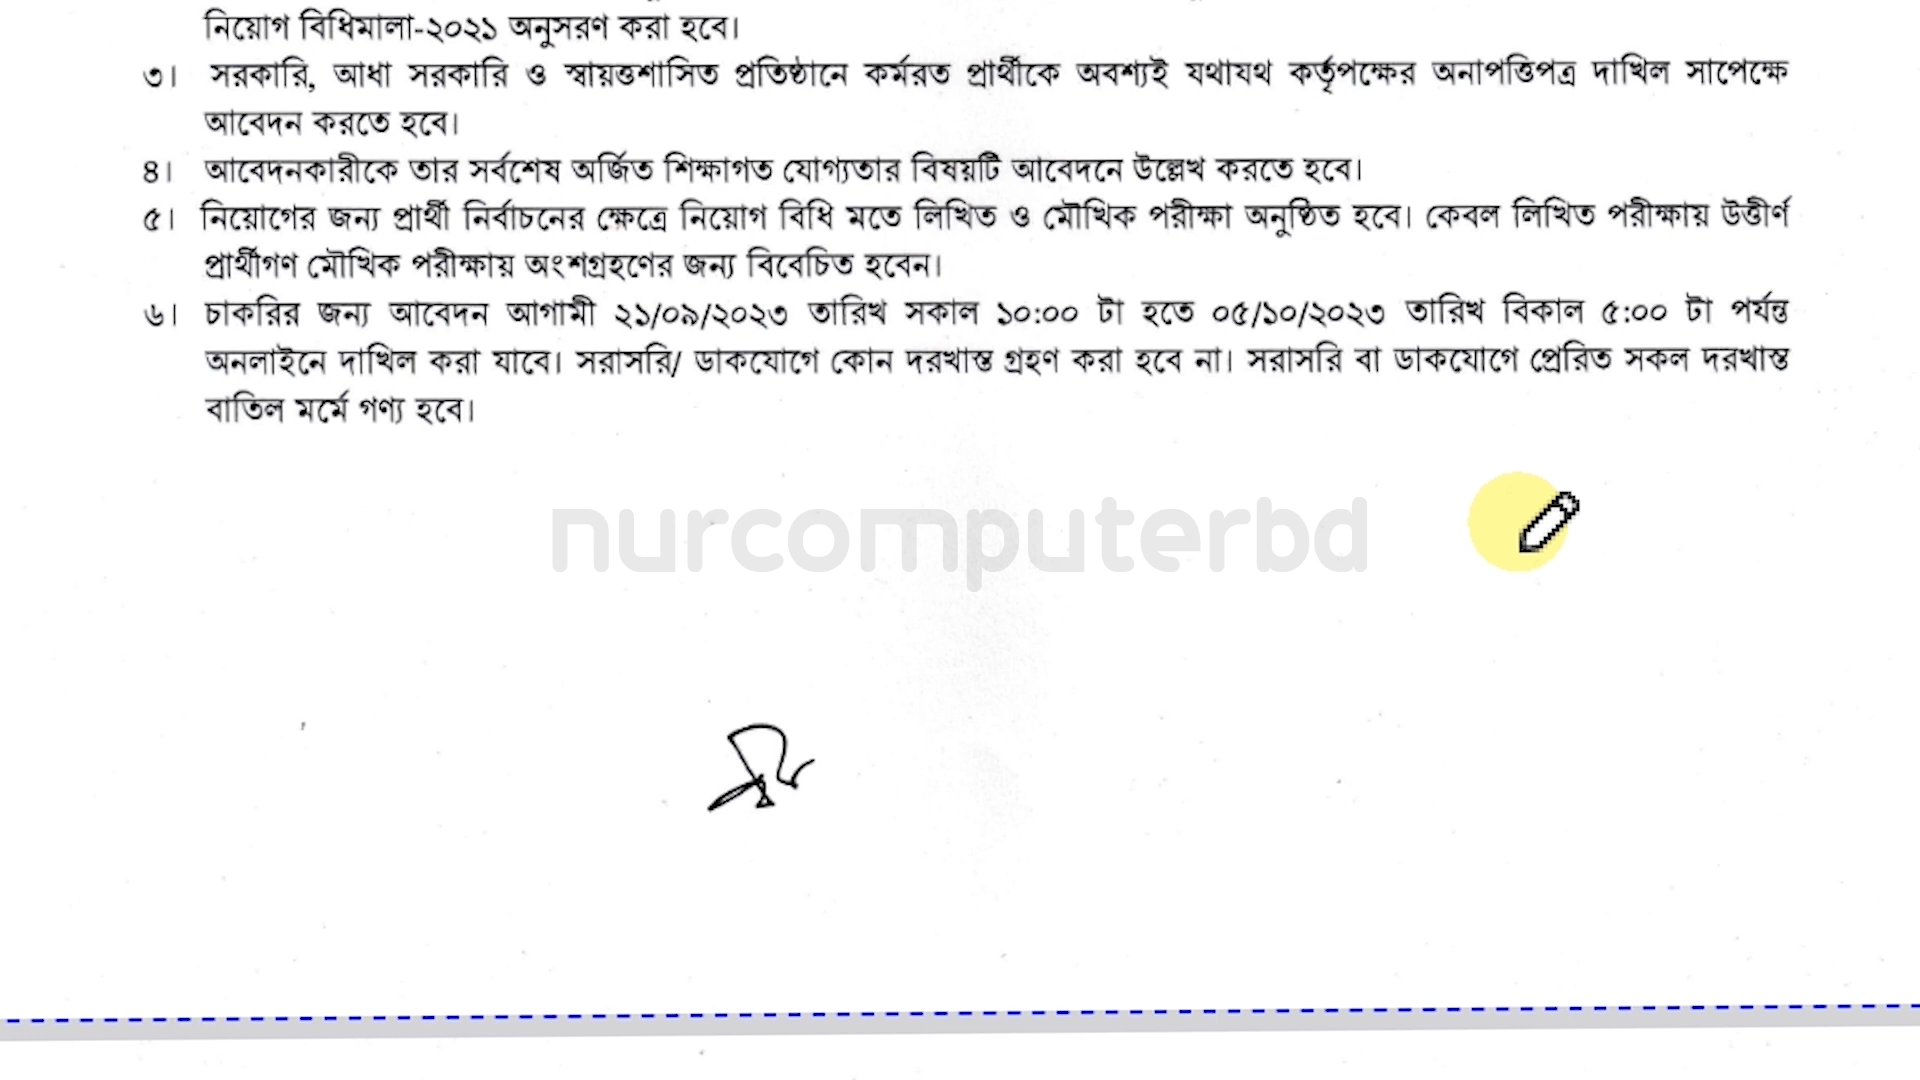 নিয়োগ বিধিমালা-২০২১ অনুসরণ করা হবে।
৩। সরকারি, আধা সরকারি ও স্বায়ত্তশাসিত প্রতিষ্ঠানে কর্মরত প্রার্থীকে অবশ্যই যথাযথ কর্তৃপক্ষের অনাপত্তিপত্র দাখিল সাপেক্ষে
আবেদন করতে হবে।
৪। আবেদনকারীকে তার সর্বশেষ অর্জিত শিক্ষাগত যোগ্যতার বিষয়টি আবেদনে উল্লেখ করতে হবে।
৫। নিয়োগের জন্য প্রার্থী নির্বাচনের ক্ষেত্রে নিয়োগ বিধি মতে লিখিত ও মৌখিক পরীক্ষা অনুষ্ঠিত হবে। কেবল লিখিত পরীক্ষায় উত্তীর্ণ
প্রার্থীগণ মৌখিক পরীক্ষায় অংশগ্রহণের জন্য বিবেচিত হবেন।
৬। চাকরির জন্য আবেদন আগামী ২১/০৯/২০২৩ তারিখ সকাল ১০:০০ টা হতে ০৫/১০/২০২৩ তারিখ বিকাল ৫:০০ টা পর্যন্ত
অনলাইনে দাখিল করা যাবে। সরাসরি/ ডাকযোগে কোন দরখাস্ত গ্রহণ করা হবে না। সরাসরি বা ডাকযোগে প্রেরিত সকল দরখাস্ত
বাতিল মর্মে গণ্য হবে।
nurcomputerbd